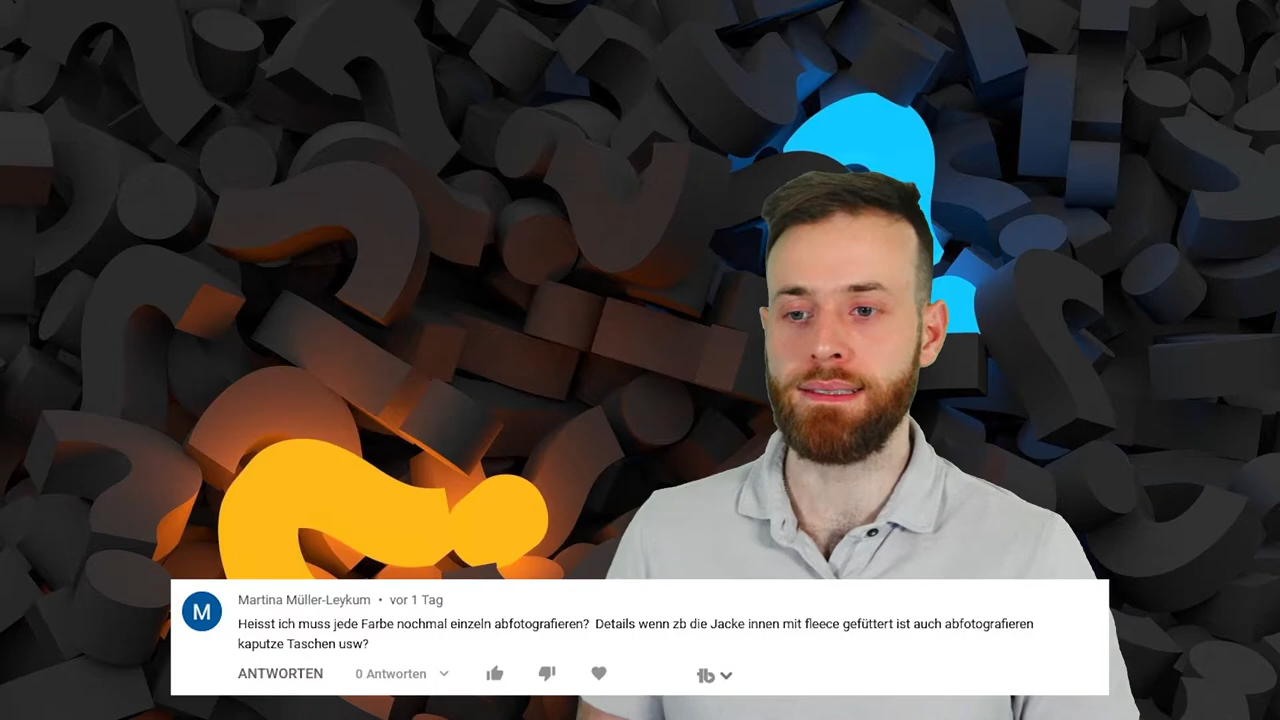 M
Martina Müller-Leykum • vor 1 Tag
Heisst ich muss jede Farbe nochmal einzeln abfotografieren? Details wenn zb die Jacke innen mit fleece gefüttert ist auch abfotografieren
kaputze Taschen usw?
ANTWORTEN 0 Antworten tb